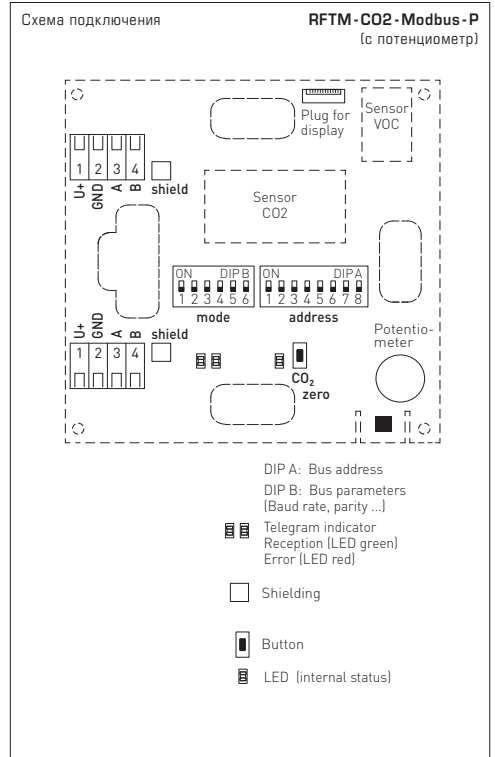 Схема подключения
RFTM-CO2-Modbus-P
(с потенциометр)
Plug for
display
Sensor
VOC
1 2 3 4
U+ GND A B
shield
Sensor
CO2
ON DIP B
1 2 3 4 5 6
mode
ON DIP A
1 2 3 4 5 6 7 8
address
U+ GND A B
shield
1 2 3 4
Potentio-
meter
CO₂
zero
DIP A: Bus address
DIP B: Bus parameters
(Baud rate, parity ...)
Telegram indicator
Reception (LED green)
Error (LED red)
Shielding
Button
LED (internal status)